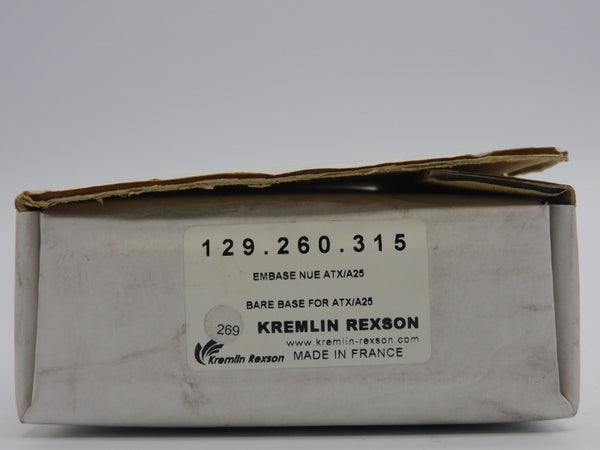 129.260.315
EMBASE NUE ATX/A25
BARE BASE FOR ATX/A25
269
KREMLIN REXSON
www.kremlin-rexson.com
Kremlin Rexson
MADE IN FRANCE